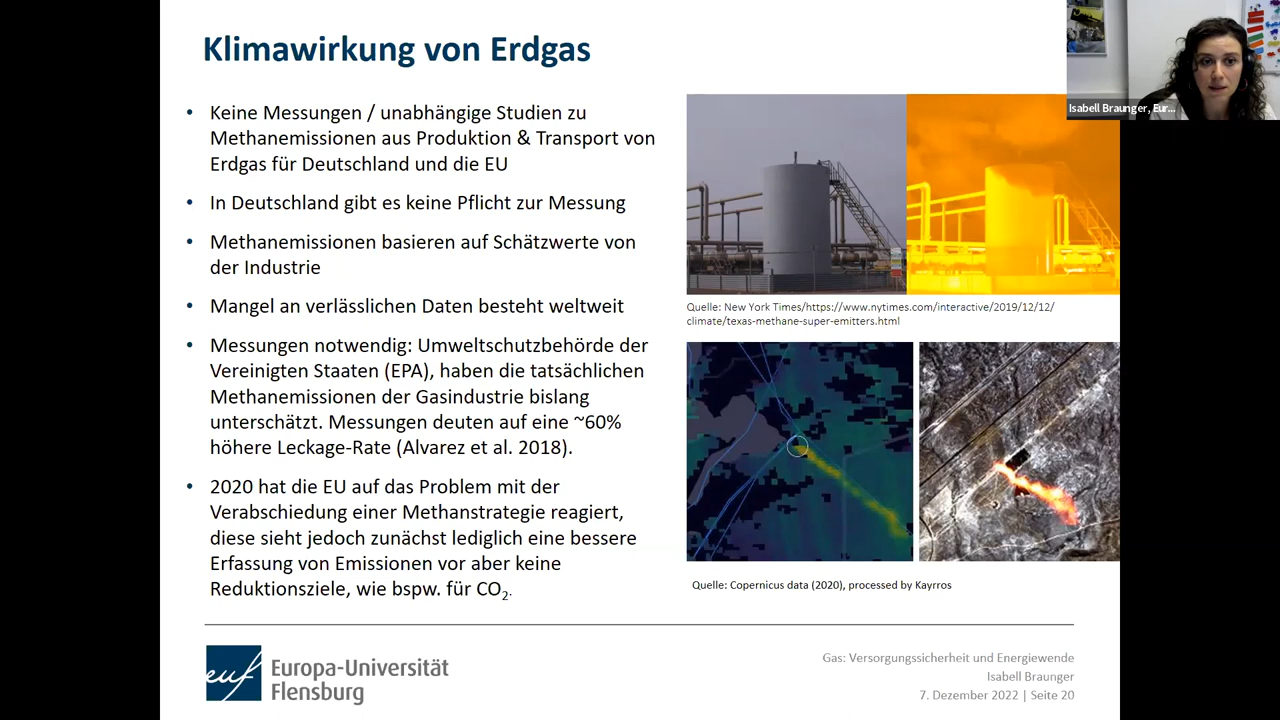 Klimawirkung von Erdgas
• Keine Messungen / unabhängige Studien zu
Methanemissionen aus Produktion & Transport von
Erdgas für Deutschland und die EU
• In Deutschland gibt es keine Pflicht zur Messung
• Methanemissionen basieren auf Schätzwerte von
der Industrie
• Mangel an verlässlichen Daten besteht weltweit
• Messungen notwendig: Umweltschutzbehörde der
Vereinigten Staaten (EPA), haben die tatsächlichen
Methanemissionen der Gasindustrie bislang
unterschätzt. Messungen deuten auf eine ~60%
höhere Leckage-Rate (Alvarez et al. 2018).
• 2020 hat die EU auf das Problem mit der
Verabschiedung einer Methanstrategie reagiert,
diese sieht jedoch zunächst lediglich eine bessere
Erfassung von Emissionen vor aber keine
Reduktionsziele, wie bspw. für CO₂.
Quelle: New York Times/https://www.nytimes.com/interactive/2019/12/12/
climate/texas-methane-super-emitters.html
Quelle: Copernicus data (2020), processed by Kayrros
Isabell Braunger, Eur...
euf
Europa-Universität
Flensburg
Gas: Versorgungssicherheit und Energiewende
Isabell Braunger
7. Dezember 2022 | Seite 20